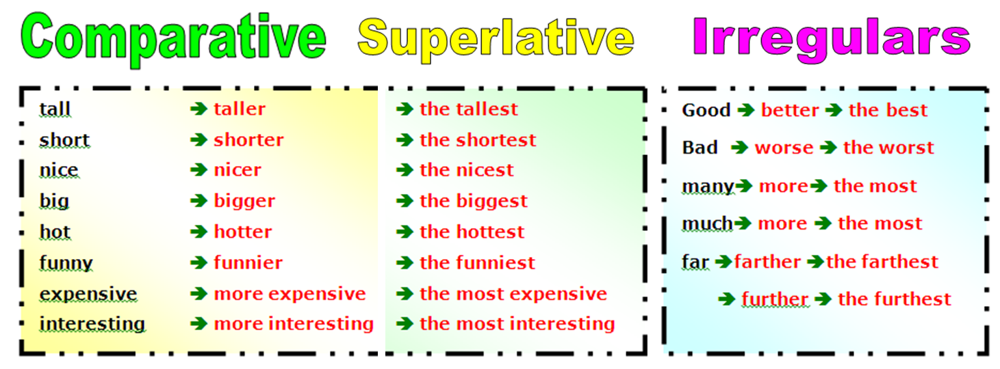 Comparative Superlative Irregulars
tall ➔ taller ➔ the tallest
short ➔ shorter ➔ the shortest
nice ➔ nicer ➔ the nicest
big ➔ bigger ➔ the biggest
hot ➔ hotter ➔ the hottest
funny ➔ funnier ➔ the funniest
expensive ➔ more expensive ➔ the most expensive
interesting ➔ more interesting ➔ the most interesting
Good ➔ better ➔ the best
Bad ➔ worse ➔ the worst
many➔ more➔ the most
much➔ more ➔ the most
far ➔farther ➔the farthest
➔ further ➔ the furthest